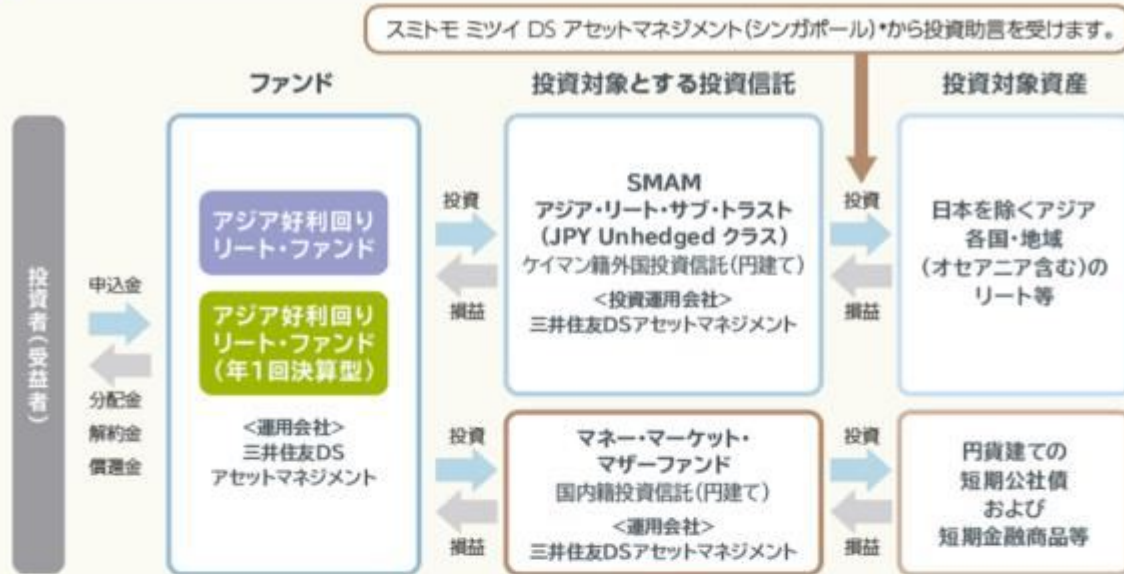 スミトモ ミツイ DS アセットマネジメント(シンガポール)*から投資助言を受けます。
ファンド
投資対象とする投資信託
投資対象資産
投資者(受益者)
申込金
分配金
解約金
償還金
アジア好利回り
リート・ファンド
アジア好利回り
リート・ファンド
(年1回決算型)
<運用会社>
三井住友DS
アセットマネジメント
投資
損益
SMAM
アジア・リート・サブ・トラスト
(JPY Unhedged クラス)
ケイマン籍外国投資信託(円建て)
<投資運用会社>
三井住友DSアセットマネジメント
投資
損益
日本を除くアジア
各国・地域
(オセアニア含む)の
リート等
投資
損益
マネー・マーケット・
マザーファンド
国内籍投資信託(円建て)
<運用会社>
三井住友DSアセットマネジメント
投資
損益
円貨建ての
短期公社債
および
短期金融商品等